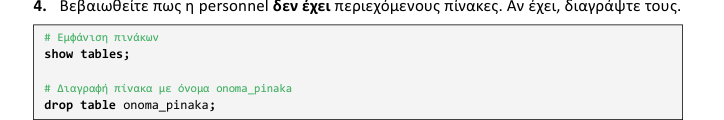 4. Βεβαιωθείτε πως η personnel δεν έχει περιεχόμενους πίνακες. Αν έχει, διαγράψτε τους.
# Εμφάνιση πινάκων
show tables;
# Διαγραφή πίνακα με όνομα onoma_pinaka
drop table onoma_pinaka;